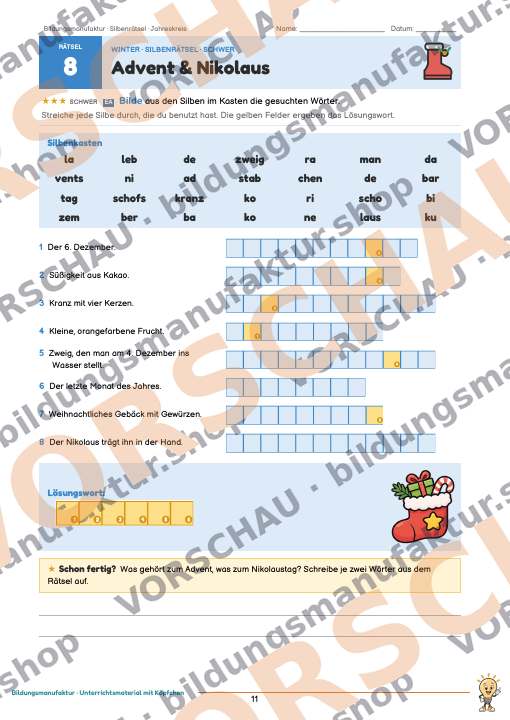 Bildungsmanufaktur · Silbenrätsel · Jahreskreis Name: Datum:
RÄTSEL
8
WINTER · SILBENRÄTSEL · SCHWER
Advent & Nikolaus
★★★ SCHWER EA Bilde aus den Silben im Kasten die gesuchten Wörter.
Streiche jede Silbe durch, die du benutzt hast. Die gelben Felder ergeben das Lösungswort.
Silbenkasten
la leb de zweig ra man da
vents ni ad stab chen de bar
tag schofs kranz ko ri scho bi
zem ber ba ko ne laus ku
1 Der 6. Dezember.
2 Süßigkeit aus Kakao.
3 Kranz mit vier Kerzen.
4 Kleine, orangefarbene Frucht.
5 Zweig, den man am 4. Dezember ins
Wasser stellt.
6 Der letzte Monat des Jahres.
7 Weihnachtliches Gebäck mit Gewürzen.
8 Der Nikolaus trägt ihn in der Hand.
Lösungswort:
★ Schon fertig? Was gehört zum Advent, was zum Nikolaustag? Schreibe je zwei Wörter aus dem
Rätsel auf.
Bildungsmanufaktur · Unterrichtsmaterial mit Köpfchen
11
VORSCHAU · bildungsmanufaktur.shop